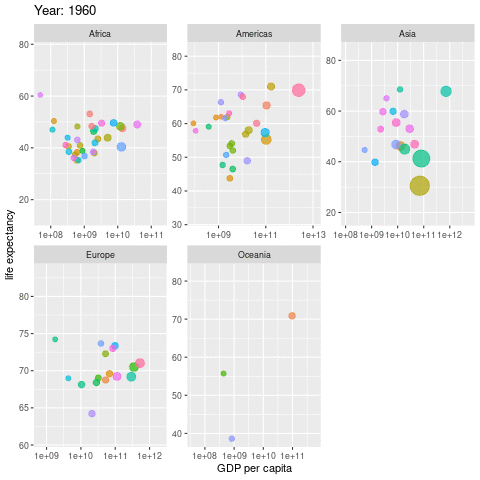 Year: 1960
Africa Americas Asia
80
60
40
20
80
70
60
50
40
30
80
60
40
20
1e+08 1e+09 1e+10 1e+11
1e+09 1e+11 1e+13
1e+08 1e+09 1e+10 1e+11 1e+12
life expectancy
Europe Oceania
80
75
70
65
60
80
70
60
50
40
1e+09 1e+10 1e+11 1e+12
1e+08 1e+09 1e+10 1e+11
GDP per capita